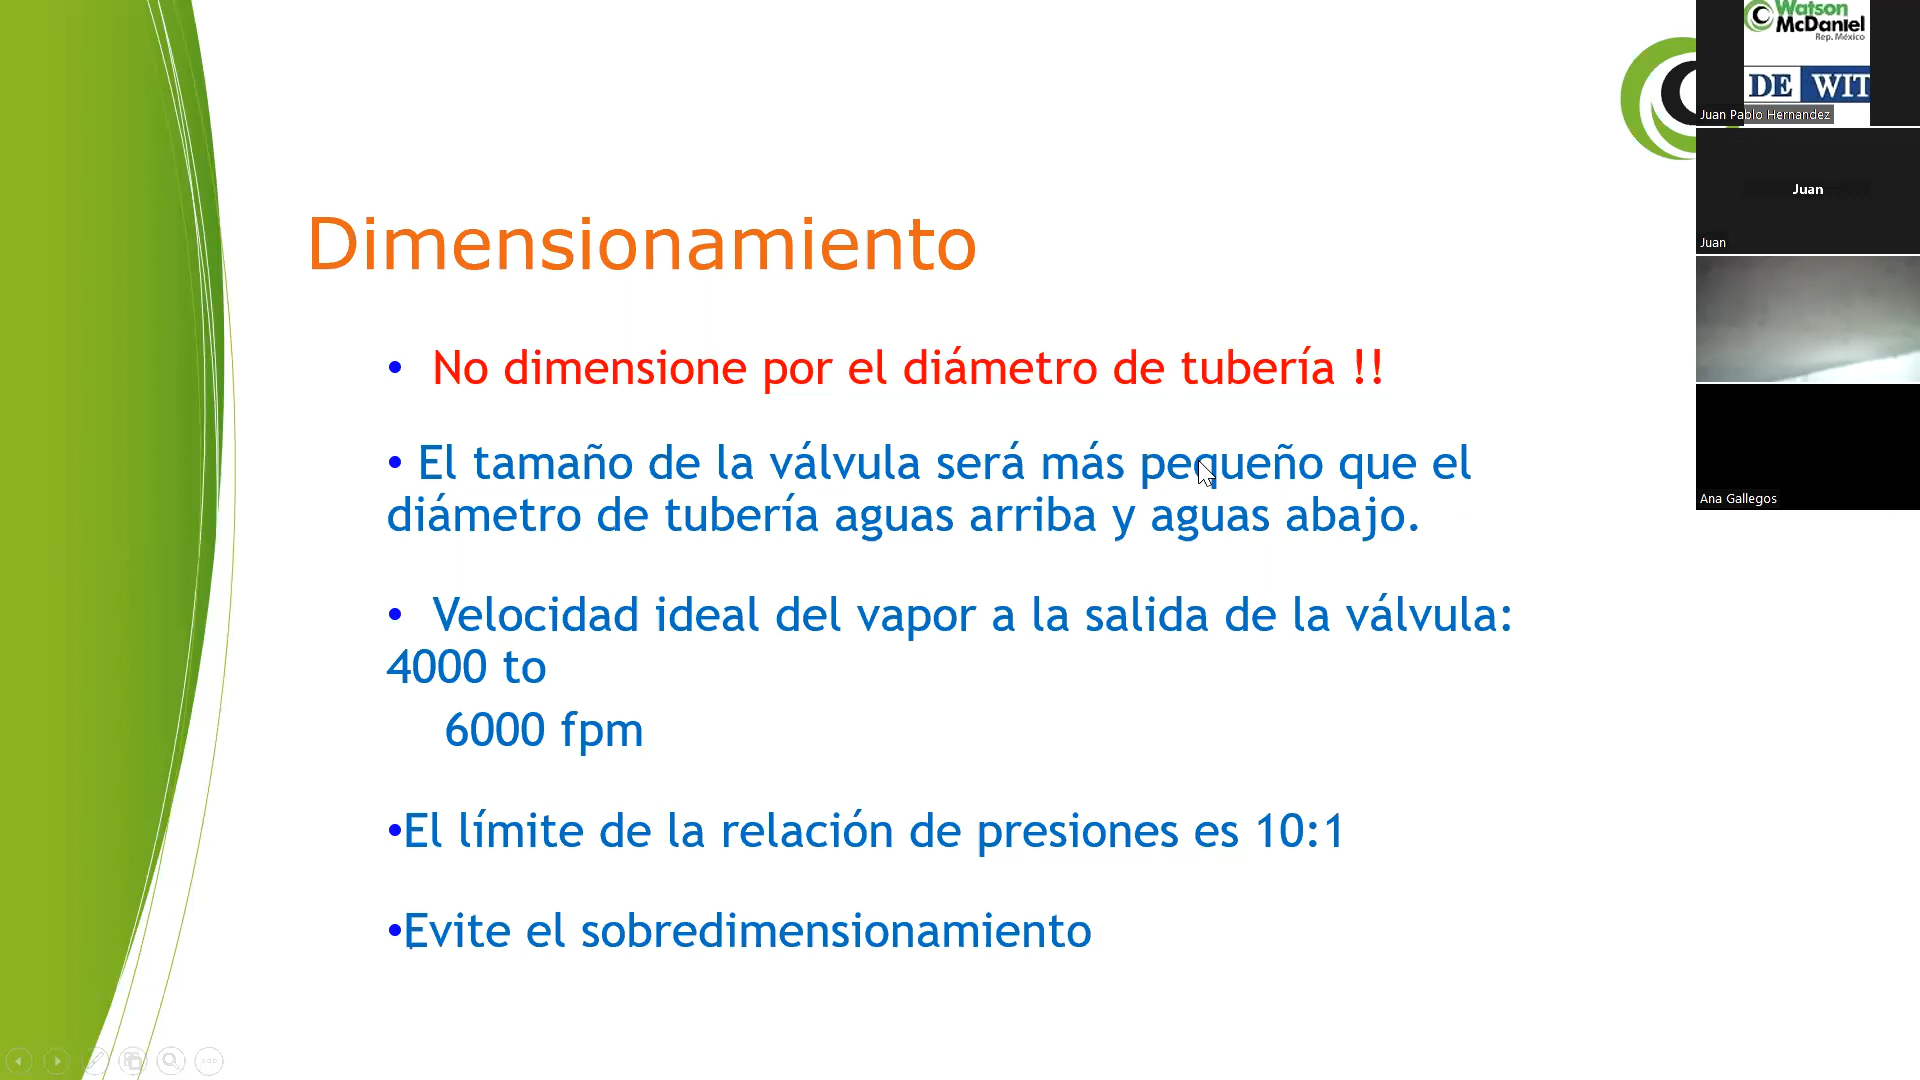 Watson
McDaniel
Rep. México
DE WIT
Juan Pablo Hernandez
Juan
Juan
Ana Gallegos
Dimensionamiento
• No dimensione por el diámetro de tubería !!
• El tamaño de la válvula será más pequeño que el
diámetro de tubería aguas arriba y aguas abajo.
• Velocidad ideal del vapor a la salida de la válvula:
4000 to
6000 fpm
•El límite de la relación de presiones es 10:1
•Evite el sobredimensionamiento